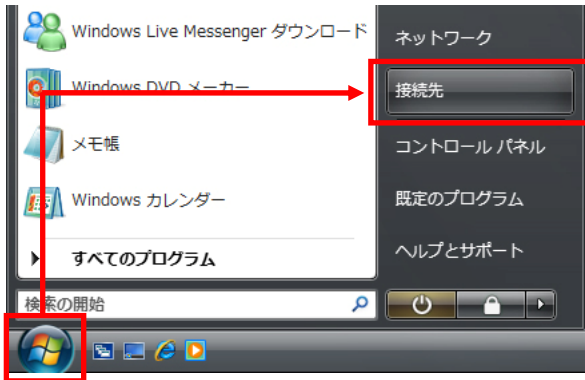 Windows Live Messenger ダウンロード
Windows DVD メーカー
メモ帳
Windows カレンダー
すべてのプログラム
検索の開始
ネットワーク
接続先
コントロール パネル
既定のプログラム
ヘルプとサポート